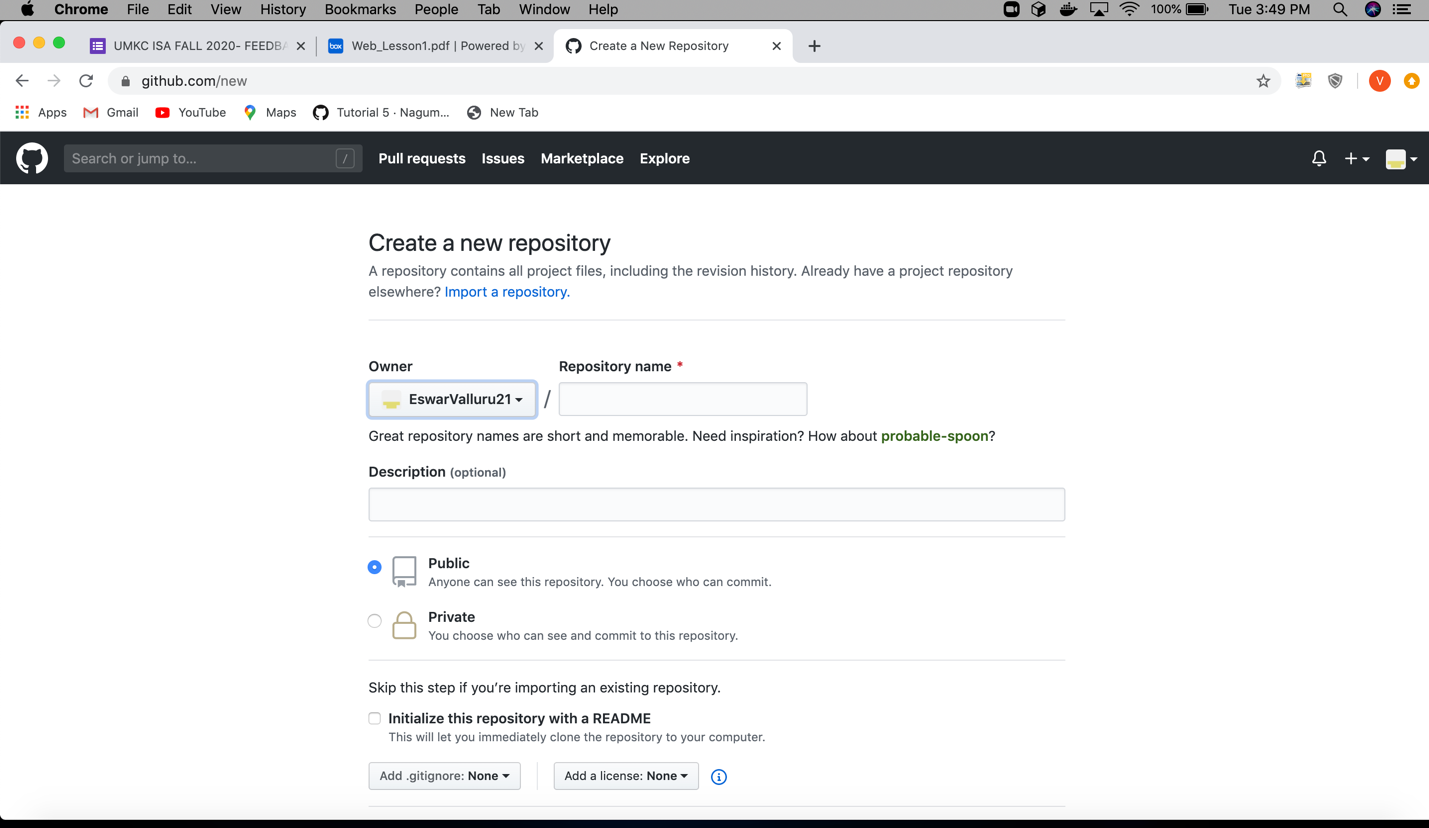 Chrome File Edit View History Bookmarks People Tab Window Help 100% Tue 3:49 PM
UMKC ISA FALL 2020- FEEDBA box Web_Lesson1.pdf | Powered by Create a New Repository
github.com/new V
Apps Gmail YouTube Maps Tutorial 5 · Nagum... New Tab
Search or jump to... / Pull requests Issues Marketplace Explore
Create a new repository
A repository contains all project files, including the revision history. Already have a project repository
elsewhere? Import a repository.
Owner Repository name *
EswarValluru21 /
Great repository names are short and memorable. Need inspiration? How about probable-spoon?
Description (optional)
Public
Anyone can see this repository. You choose who can commit.
Private
You choose who can see and commit to this repository.
Skip this step if you’re importing an existing repository.
Initialize this repository with a README
This will let you immediately clone the repository to your computer.
Add .gitignore: None Add a license: None